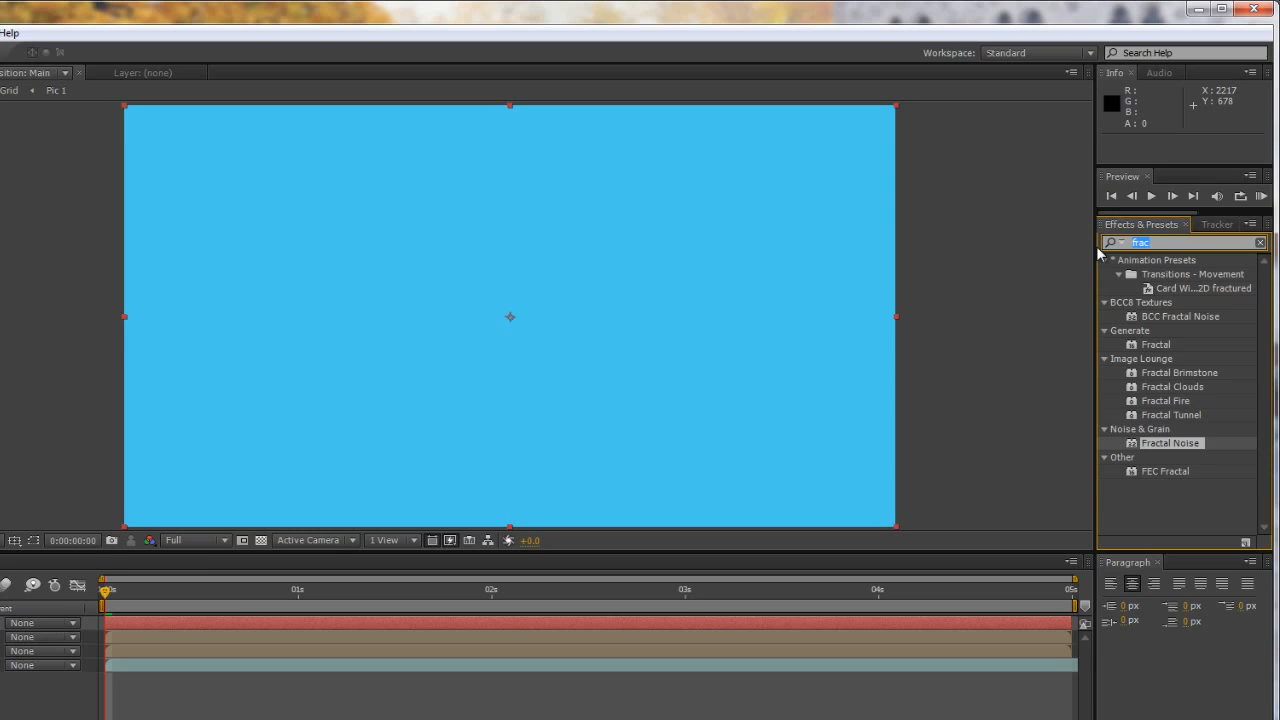 Help
Workspace: Standard
Search Help
sition: Main
Layer: (none)
Info
Audio
Grid
Pic 1
R :
G :
B :
A : 0
X : 2217
Y : 678
Preview
Effects & Presets
Tracker
frac
* Animation Presets
Transitions - Movement
Card Wi...2D fractured
BCC8 Textures
BCC Fractal Noise
Generate
Fractal
Image Lounge
Fractal Brimstone
Fractal Clouds
Fractal Fire
Fractal Tunnel
Noise & Grain
Fractal Noise
Other
FEC Fractal
0:00:00:00
Full
Active Camera
1 View
+0.0
Paragraph
01s
02s
03s
04s
05s
None
None
None
None
0 px
0 px
0 px
0 px
0 px